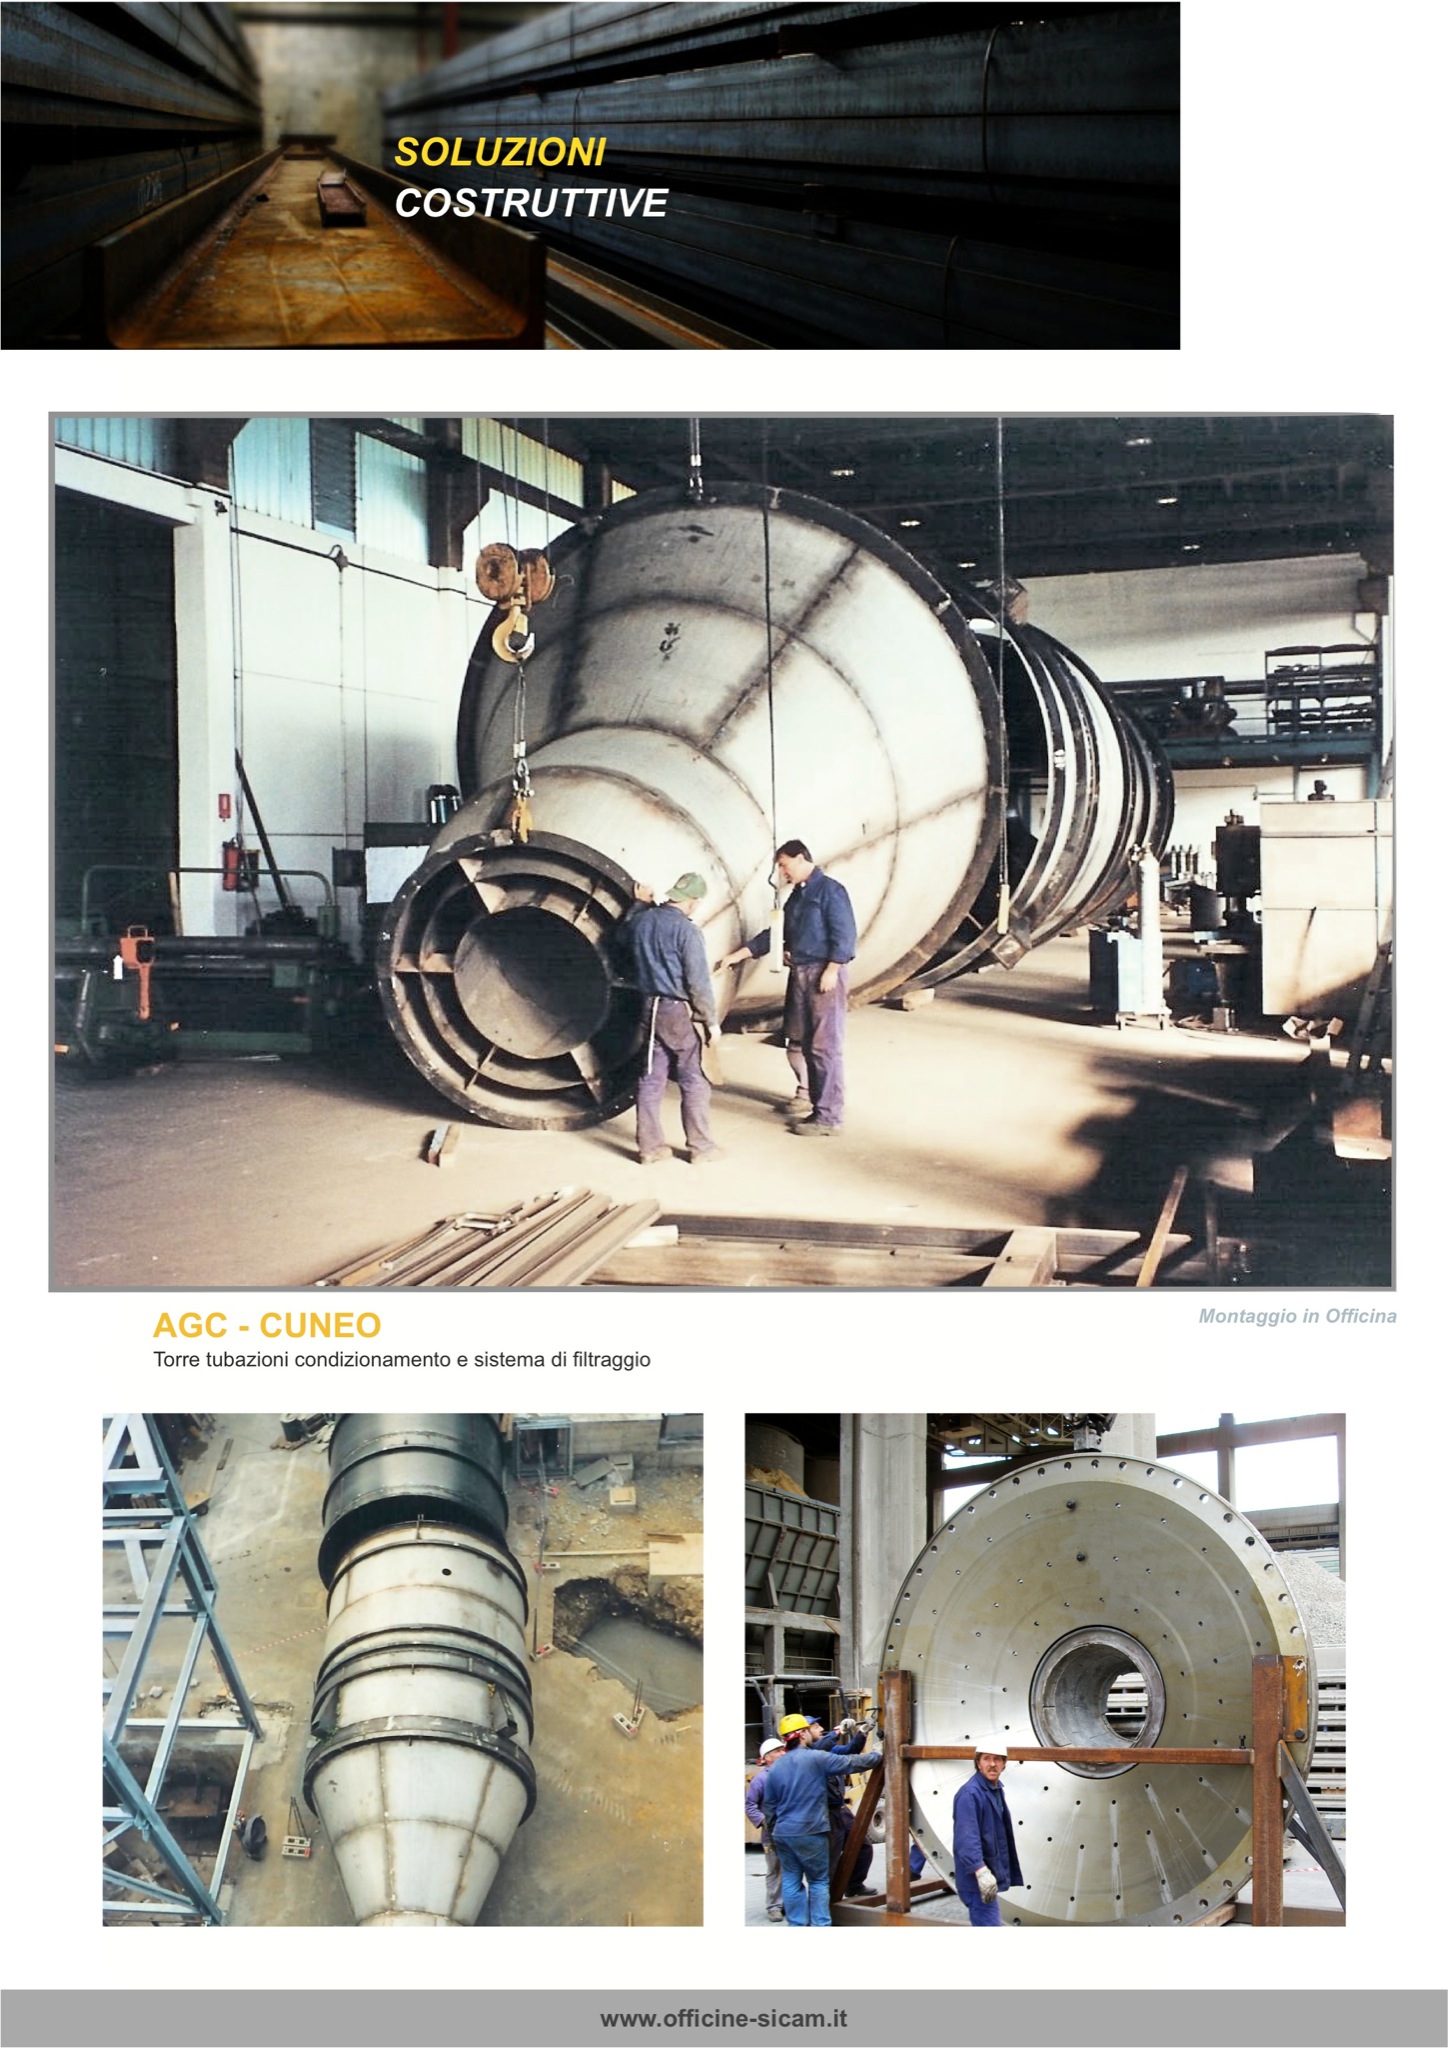 SOLUZIONI
COSTRUTTIVE
AGC - CUNEO
Montaggio in Officina
Torre tubazioni condizionamento e sistema di filtraggio
www.officine-sicam.it